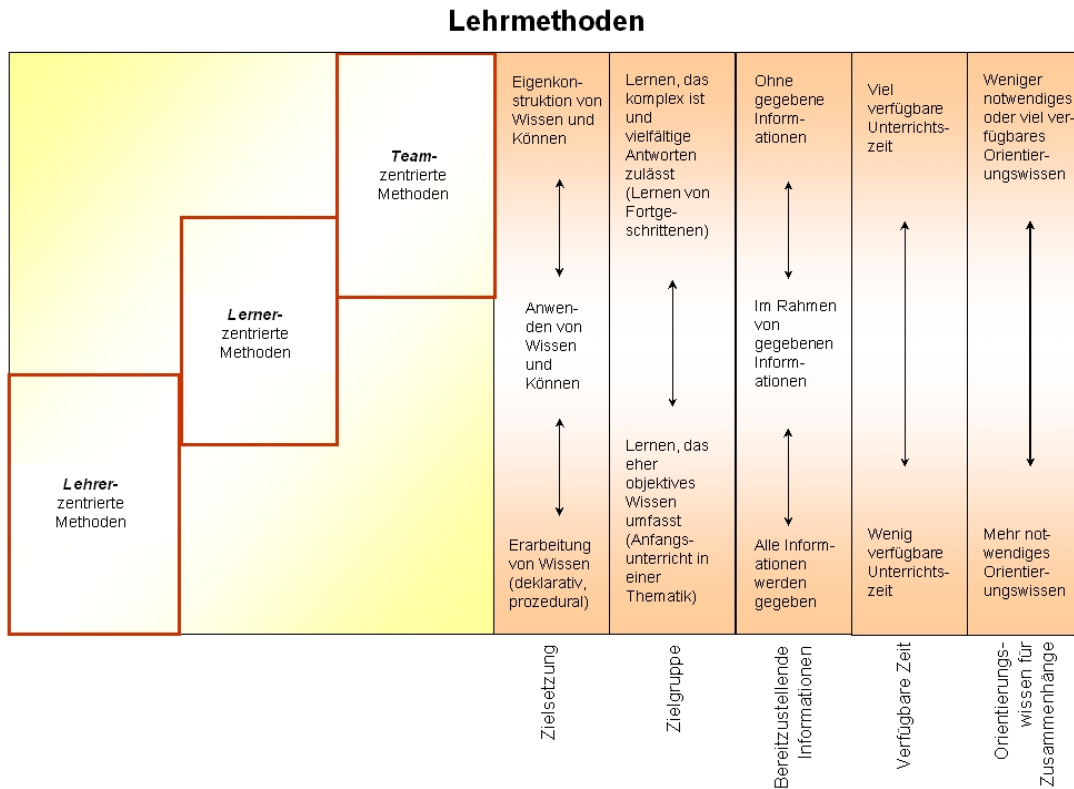 Lehrmethoden
Team-
zentrierte
Methoden
Lerner-
zentrierte
Methoden
Lehrer-
zentrierte
Methoden
Eigenkon-
struktion von
Wissen und
Können
Anwen-
den von
Wissen
und
Können
Erarbeitung
von Wissen
(deklarativ,
prozedural)
Lernen, das
komplex ist
und
vielfältige
Antworten
zulässt
(Lernen von
Fortge-
schrittenen)
Lernen, das
eher
objektives
Wissen
umfasst
(Anfangs-
unterricht in
einer
Thematik)
Ohne
gegebene
Inform-
ationen
Im Rahmen
von
gegebenen
Inform-
ationen
Alle Inform-
ationen
werden
gegeben
Viel
verfügbare
Unterrichts-
zeit
Wenig
verfügbare
Unterrichts-
zeit
Weniger
notwendiges
oder viel ver-
fügbares
Orientier-
ungswissen
Mehr not-
wendiges
Orientier-
ungswissen
Zielsetzung
Zielgruppe
Bereitzustellende
Informationen
Verfügbare Zeit
Orientierungs-
wissen für
Zusammenhänge